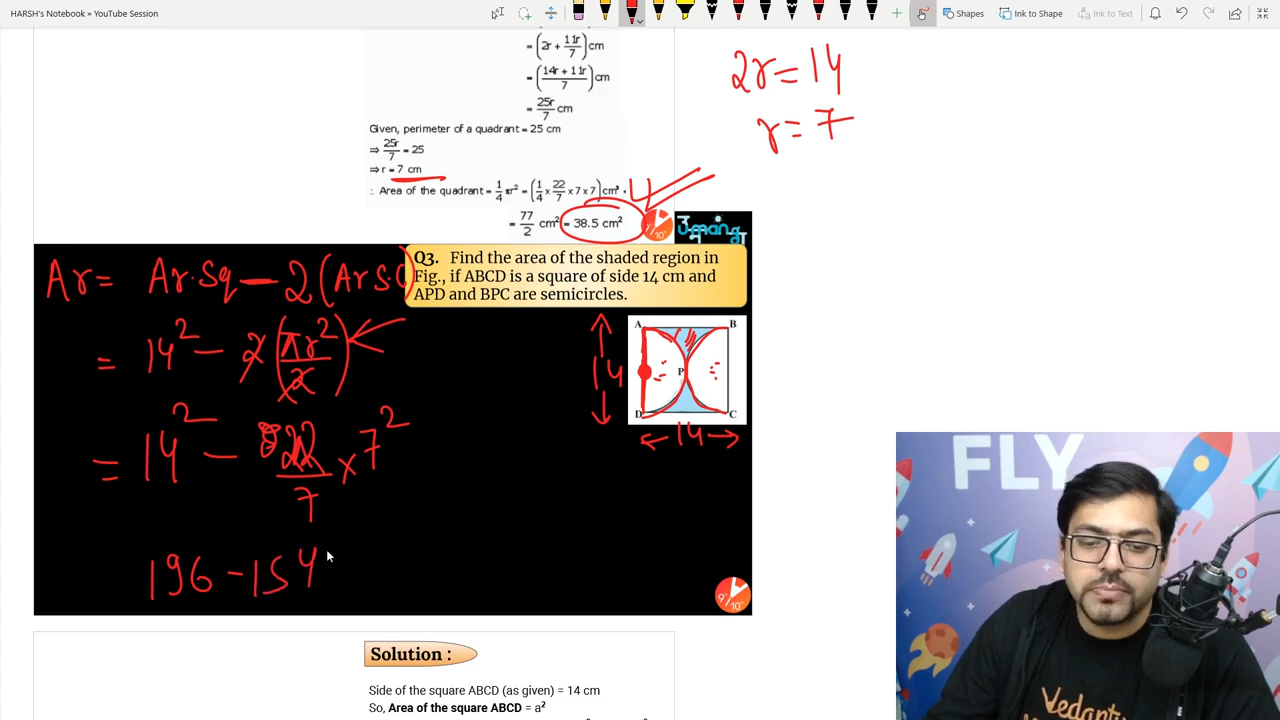 HARSH's Notebook » YouTube Session
Shapes
Ink to Shape
Ink to Text
= (2r + 11r/7) cm
= (14r + 11r/7) cm
= 25r/7 cm
Given, perimeter of a quadrant = 25 cm
⇒ 25r/7 = 25
⇒ r = 7 cm
∴ Area of the quadrant = 1/4 πr² = (1/4 x 22/7 x 7 x 7) cm²
= 77/2 cm² = 38.5 cm²
2r = 14
r = 7
उमंग
Q3. Find the area of the shaded region in
Fig., if ABCD is a square of side 14 cm and
APD and BPC are semicircles.
Ar = Ar.Sq - 2(Ar S.C)
= 14² - 2(πr²/2)
= 14² - 22/7 x 7²
196 - 154
A B
P
D C
14
14
9/10
Solution :
Side of the square ABCD (as given) = 14 cm
So, Area of the square ABCD = a²
FLY
Vedantu